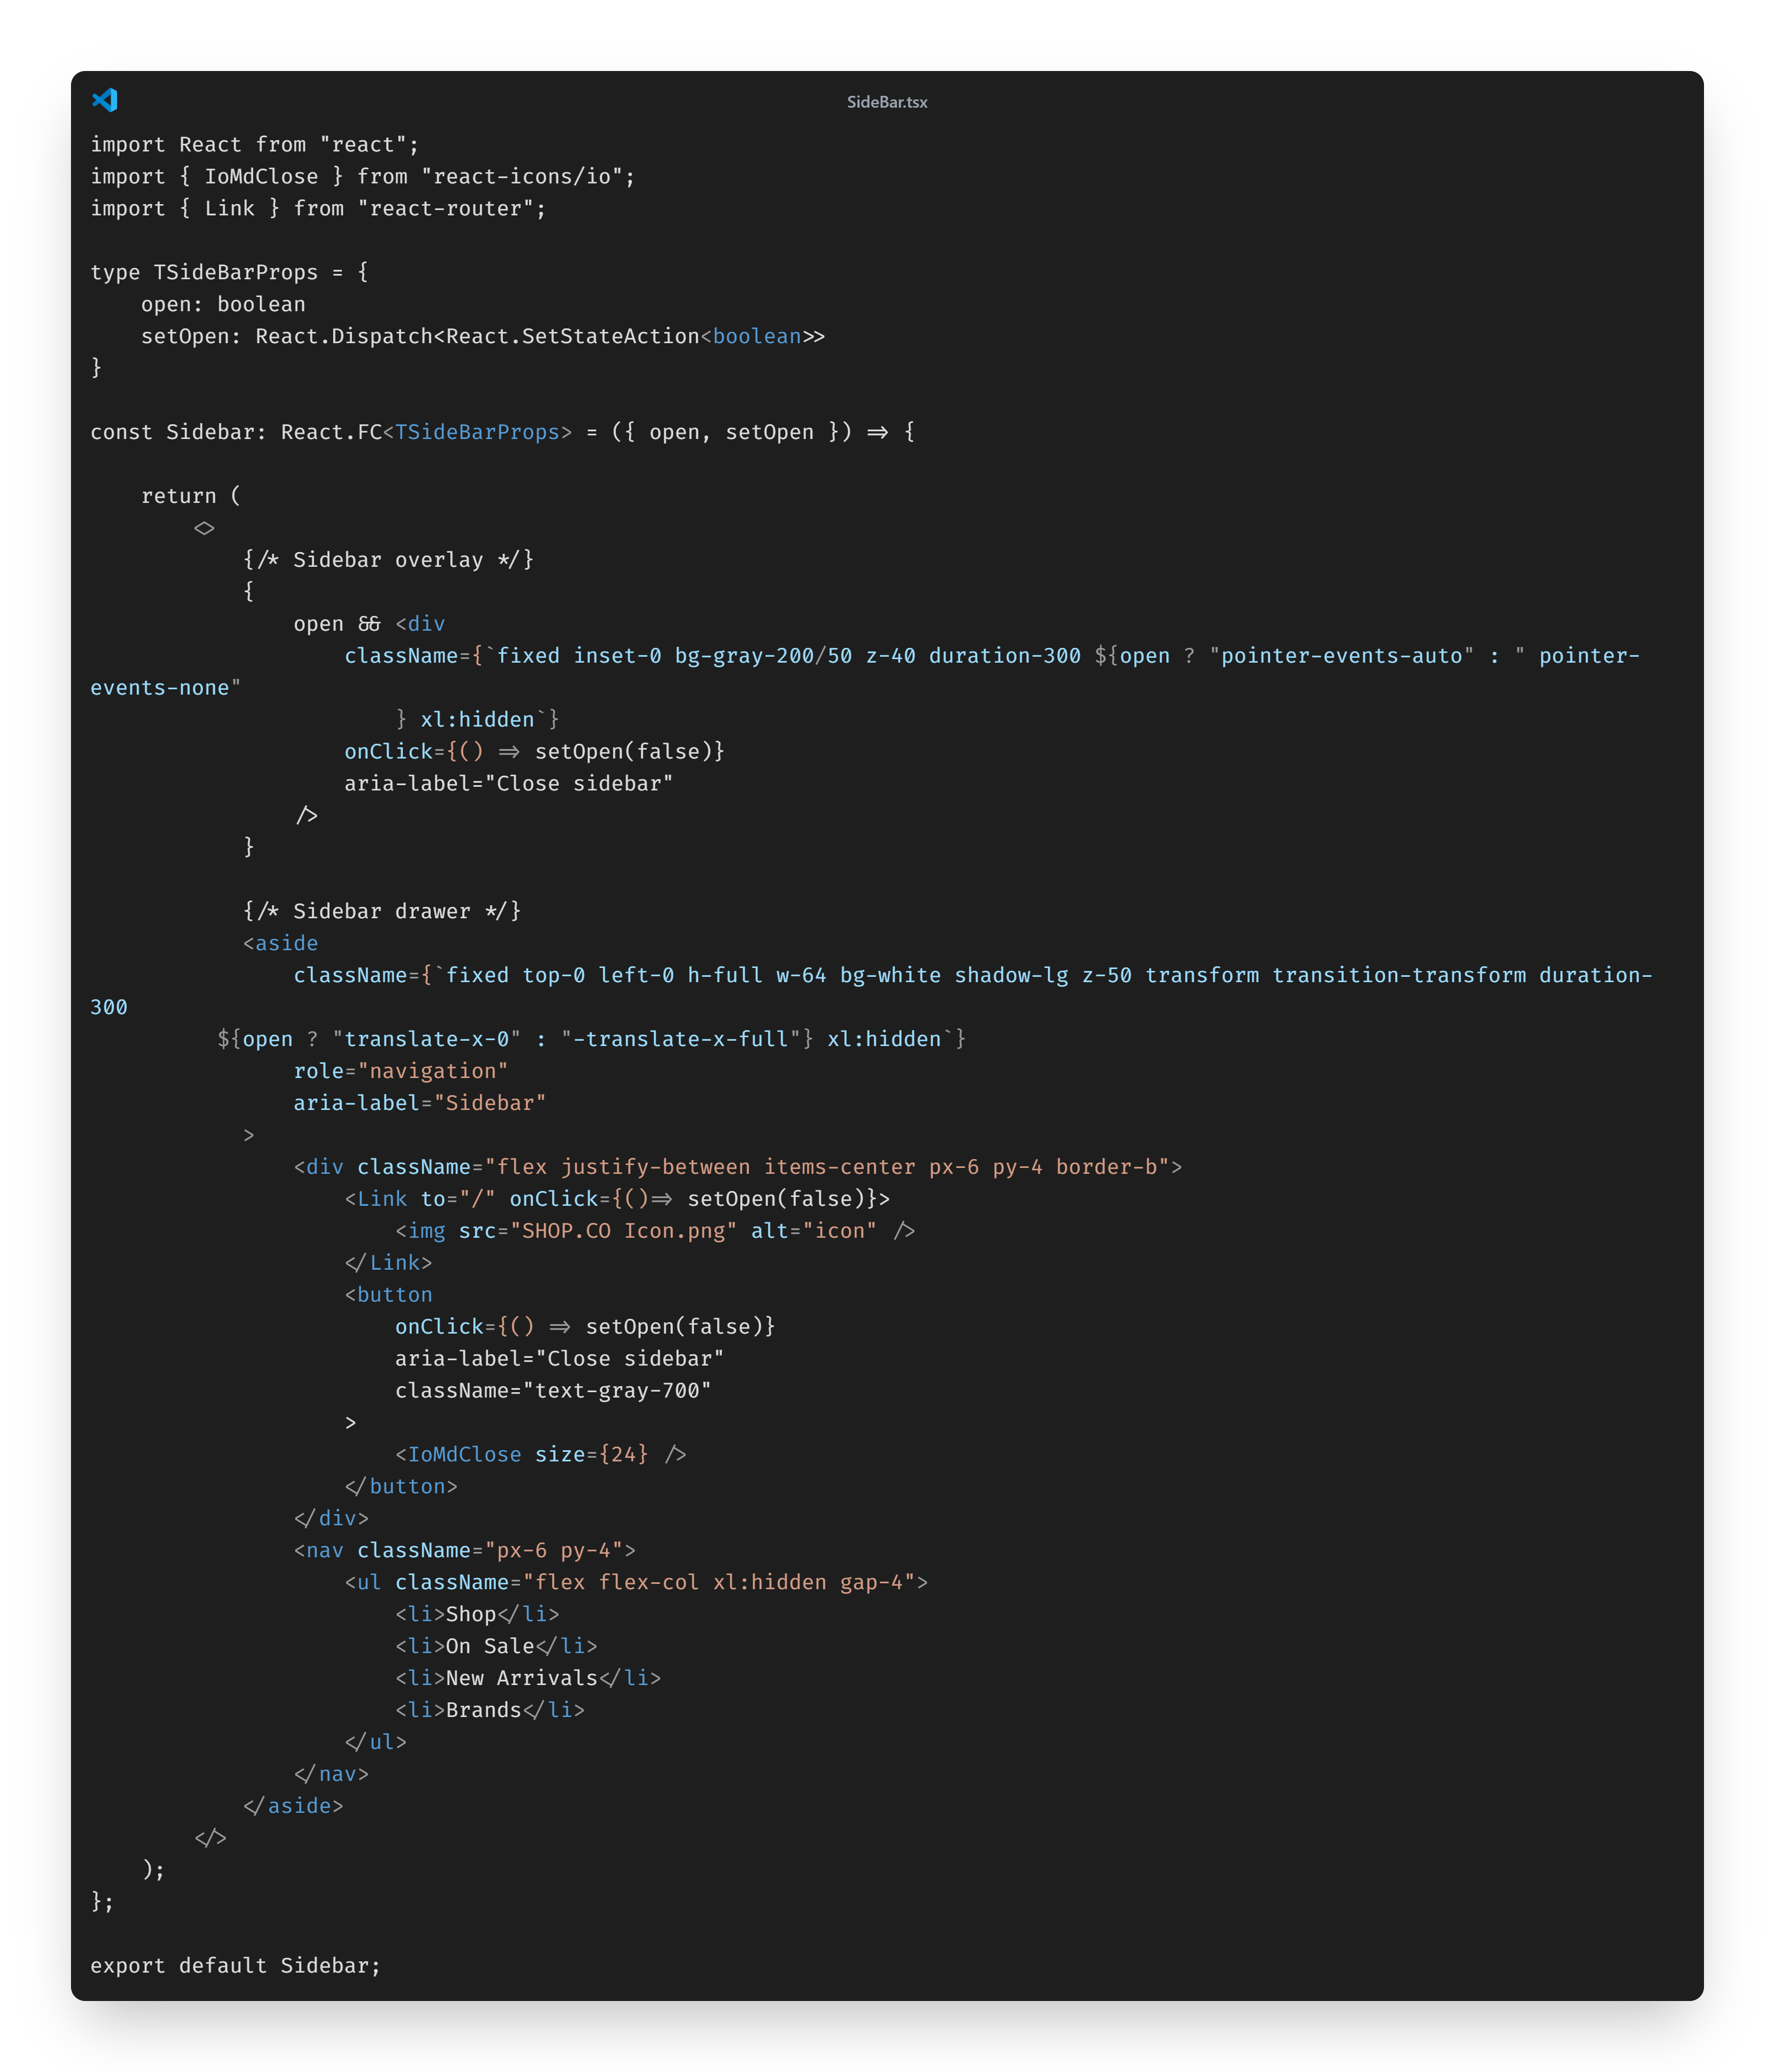 SideBar.tsx
import React from "react";
import { IoMdClose } from "react-icons/io";
import { Link } from "react-router";

type TSideBarProps = {
    open: boolean
    setOpen: React.Dispatch<React.SetStateAction<boolean>>
}

const Sidebar: React.FC<TSideBarProps> = ({ open, setOpen }) => {

    return (
        <>
            {/* Sidebar overlay */}
            {
                open && <div
                    className={`fixed inset-0 bg-gray-200/50 z-40 duration-300 ${open ? "pointer-events-auto" : " pointer-
events-none"
                        } xl:hidden`}
                    onClick={() => setOpen(false)}
                    aria-label="Close sidebar"
                />
            }

            {/* Sidebar drawer */}
            <aside
                className={`fixed top-0 left-0 h-full w-64 bg-white shadow-lg z-50 transform transition-transform duration-
300
          ${open ? "translate-x-0" : "-translate-x-full"} xl:hidden`}
                role="navigation"
                aria-label="Sidebar"
            >
                <div className="flex justify-between items-center px-6 py-4 border-b">
                    <Link to="/" onClick={()=> setOpen(false)}>
                        <img src="SHOP.CO Icon.png" alt="icon" />
                    </Link>
                    <button
                        onClick={() => setOpen(false)}
                        aria-label="Close sidebar"
                        className="text-gray-700"
                    >
                        <IoMdClose size={24} />
                    </button>
                </div>
                <nav className="px-6 py-4">
                    <ul className="flex flex-col xl:hidden gap-4">
                        <li>Shop</li>
                        <li>On Sale</li>
                        <li>New Arrivals</li>
                        <li>Brands</li>
                    </ul>
                </nav>
            </aside>
        </>
    );
};

export default Sidebar;